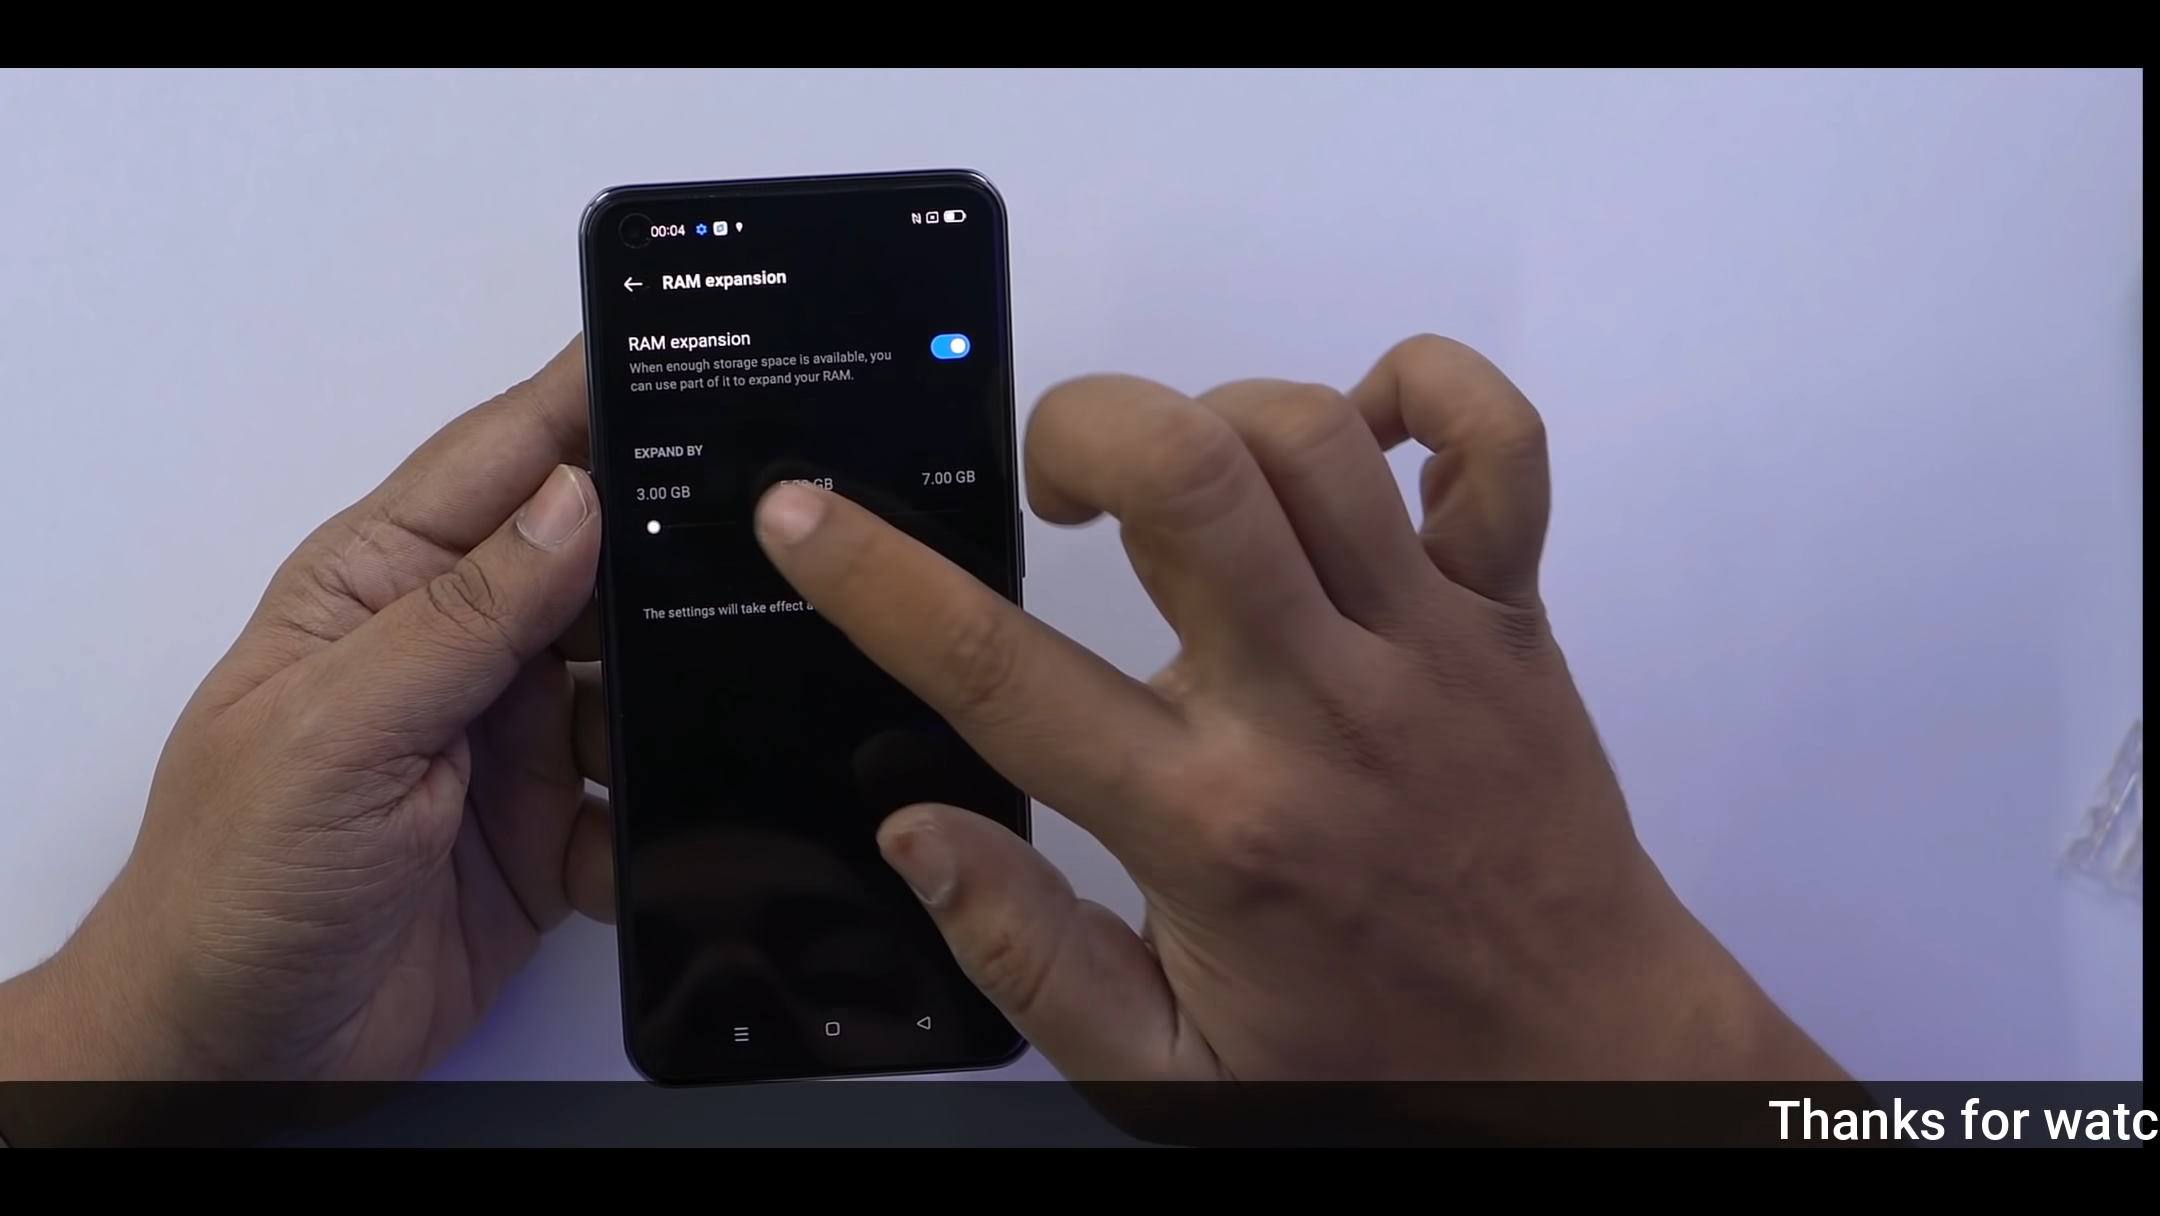 00:04
RAM expansion
RAM expansion
When enough storage space is available, you
can use part of it to expand your RAM.
EXPAND BY
3.00 GB GB 7.00 GB
The settings will take effect
Thanks for watc